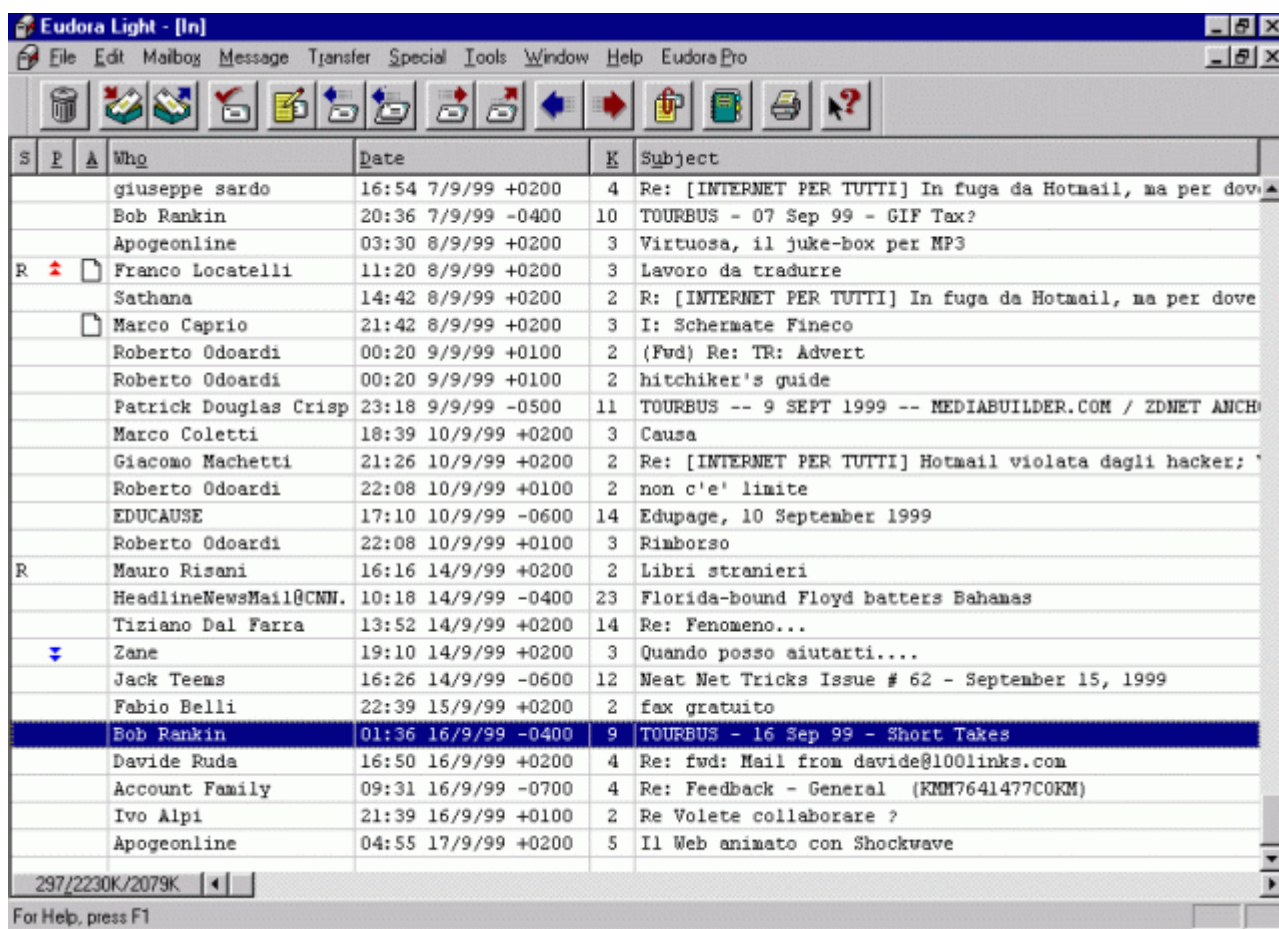 Eudora Light - [In]
File Edit Mailbox Message Transfer Special Tools Window Help Eudora Pro
S P A Who Date K Subject
giuseppe sardo 16:54 7/9/99 +0200 4 Re: [INTERNET PER TUTTI] In fuga da Hotmail, ma per dov
Bob Rankin 20:36 7/9/99 -0400 10 TOURBUS - 07 Sep 99 - GIF Tax?
Apogeonline 03:30 8/9/99 +0200 3 Virtuosa, il juke-box per MP3
R Franco Locatelli 11:20 8/9/99 +0200 3 Lavoro da tradurre
Sathana 14:42 8/9/99 +0200 2 R: [INTERNET PER TUTTI] In fuga da Hotmail, ma per dove
Marco Caprio 21:42 8/9/99 +0200 3 I: Schermate Fineco
Roberto Odoardi 00:20 9/9/99 +0100 2 (Fwd) Re: TR: Advert
Roberto Odoardi 00:20 9/9/99 +0100 2 hitchiker's guide
Patrick Douglas Crisp 23:18 9/9/99 -0500 11 TOURBUS -- 9 SEPT 1999 -- MEDIABUILDER.COM / ZDNET ANCH
Marco Coletti 18:39 10/9/99 +0200 3 Causa
Giacomo Machetti 21:26 10/9/99 +0200 2 Re: [INTERNET PER TUTTI] Hotmail violata dagli hacker;
Roberto Odoardi 22:08 10/9/99 +0100 2 non c'e' limite
EDUCAUSE 17:10 10/9/99 -0600 14 Edupage, 10 September 1999
Roberto Odoardi 22:08 10/9/99 +0100 3 Rimborso
R Mauro Risani 16:16 14/9/99 +0200 2 Libri stranieri
HeadlineNewsMail@CNN. 10:18 14/9/99 -0400 23 Florida-bound Floyd batters Bahamas
Tiziano Dal Farra 13:52 14/9/99 +0200 14 Re: Fenomeno...
Zane 19:10 14/9/99 +0200 3 Quando posso aiutarti....
Jack Teems 16:26 14/9/99 -0600 12 Neat Net Tricks Issue # 62 - September 15, 1999
Fabio Belli 22:39 15/9/99 +0200 2 fax gratuito
Bob Rankin 01:36 16/9/99 -0400 9 TOURBUS - 16 Sep 99 - Short Takes
Davide Ruda 16:50 16/9/99 +0200 4 Re: fwd: Mail from davide@100links.com
Account Family 09:31 16/9/99 -0700 4 Re: Feedback - General (KMM7641477C0KM)
Ivo Alpi 21:39 16/9/99 +0100 2 Re Volete collaborare ?
Apogeonline 04:55 17/9/99 +0200 5 Il Web animato con Shockwave
297/2230K/2079K
For Help, press F1